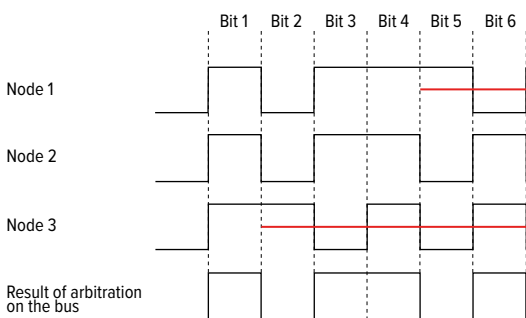 Bit 1 Bit 2 Bit 3 Bit 4 Bit 5 Bit 6
Node 1
Node 2
Node 3
Result of arbitration
on the bus